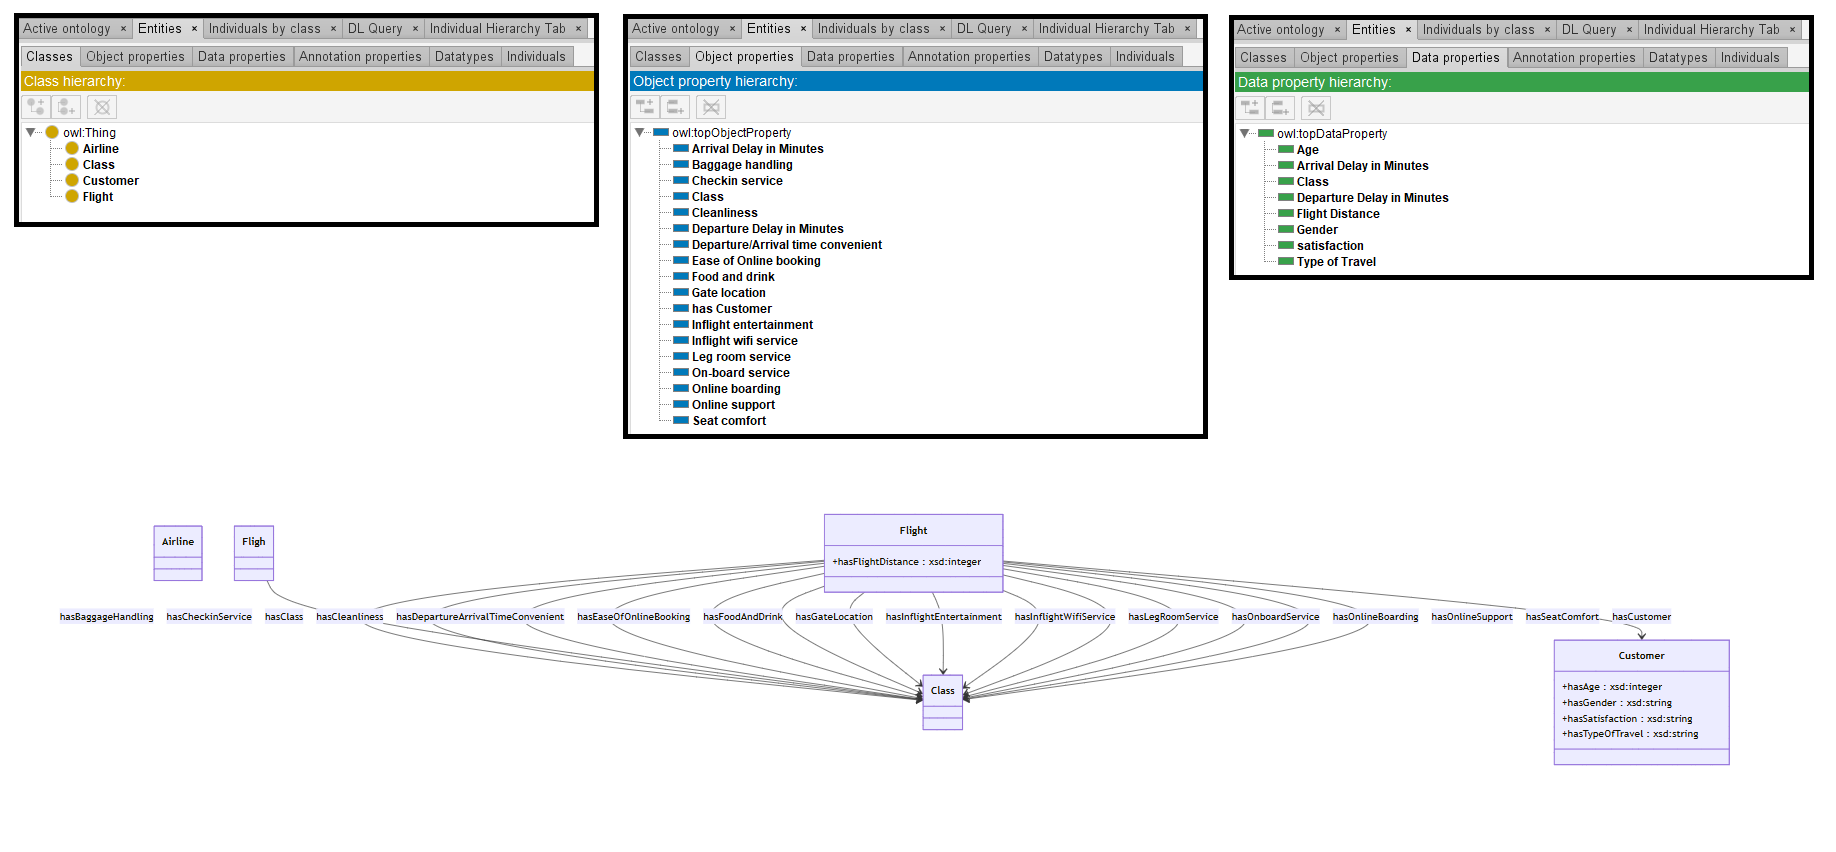 Active ontology × Entities × Individuals by class × DL Query × Individual Hierarchy Tab ×
Classes Object properties Data properties Annotation properties Datatypes Individuals
Class hierarchy:
owl:Thing
Airline
Class
Customer
Flight
Active ontology × Entities × Individuals by class × DL Query × Individual Hierarchy Tab ×
Classes Object properties Data properties Annotation properties Datatypes Individuals
Object property hierarchy:
owl:topObjectProperty
Arrival Delay in Minutes
Baggage handling
Checkin service
Class
Cleanliness
Departure Delay in Minutes
Departure/Arrival time convenient
Ease of Online booking
Food and drink
Gate location
has Customer
Inflight entertainment
Inflight wifi service
Leg room service
On-board service
Online boarding
Online support
Seat comfort
Active ontology × Entities × Individuals by class × DL Query × Individual Hierarchy Tab ×
Classes Object properties Data properties Annotation properties Datatypes Individuals
Data property hierarchy:
owl:topDataProperty
Age
Arrival Delay in Minutes
Class
Departure Delay in Minutes
Flight Distance
Gender
satisfaction
Type of Travel
Airline
Fligh
Flight
+hasFlightDistance : xsd:integer
hasBaggageHandling hasCheckinService hasClass hasCleanliness hasDepartureArrivalTimeConvenient hasEaseOfOnlineBooking hasFoodAndDrink hasGateLocation hasInflightEntertainment hasInflightWifiService hasLegRoomService hasOnboardService hasOnlineBoarding hasOnlineSupport hasSeatComfort hasCustomer
Class
Customer
+hasAge : xsd:integer
+hasGender : xsd:string
+hasSatisfaction : xsd:string
+hasTypeOfTravel : xsd:string